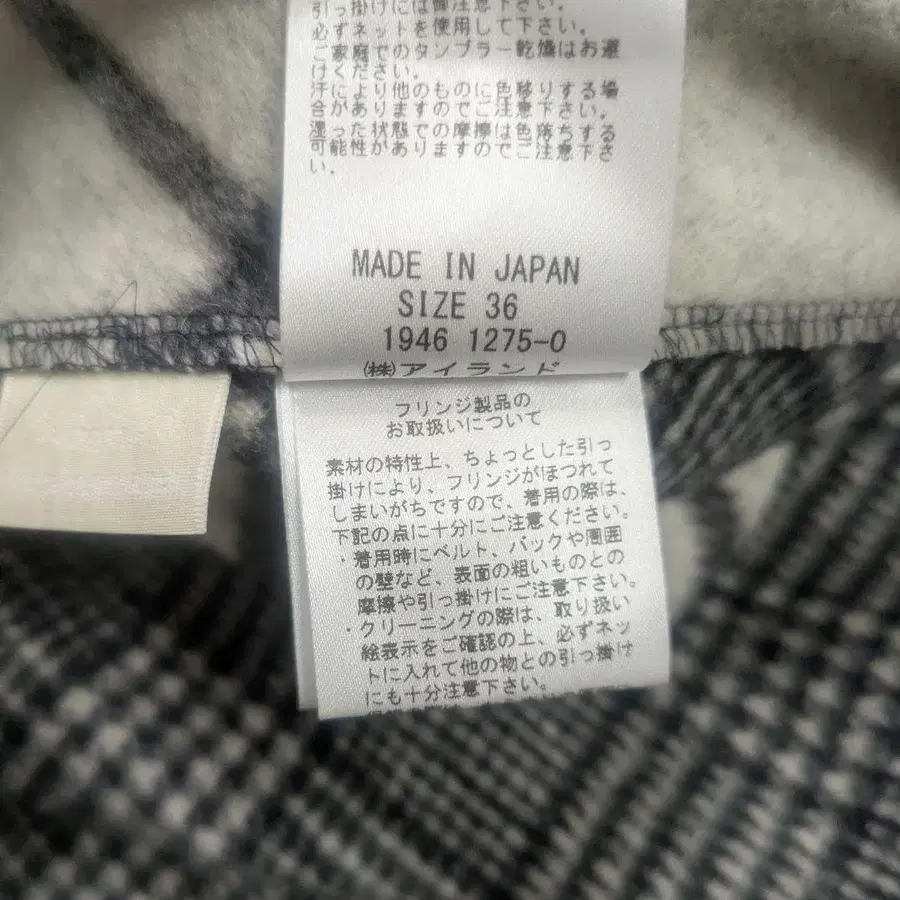 引っ掛けには御注意下さい。
必ずネットを使用して下さい。
ご家庭でのタンブラー乾燥はお避
けください。
汗により他のものに色移りする場
合がありますのでご注意下さい。
湿った状態での摩擦は色落ちする
可能性がありますのでご注意下さ
い。
MADE IN JAPAN
SIZE 36
1946 1275-0
㈱アイランド
フリンジ製品の
お取扱いについて
素材の特性上、ちょっとした引っ
掛けにより、フリンジがほつれて
しまいがちですので、着用の際は、
下記の点に十分にご注意ください。
・着用時にベルト、バックや周囲
の壁など、表面の粗いものとの
摩擦や引っ掛けにご注意下さい。
・クリーニングの際は、取り扱い
絵表示をご確認の上、必ずネッ
トに入れて他の物との引っ掛け
にも十分注意下さい。